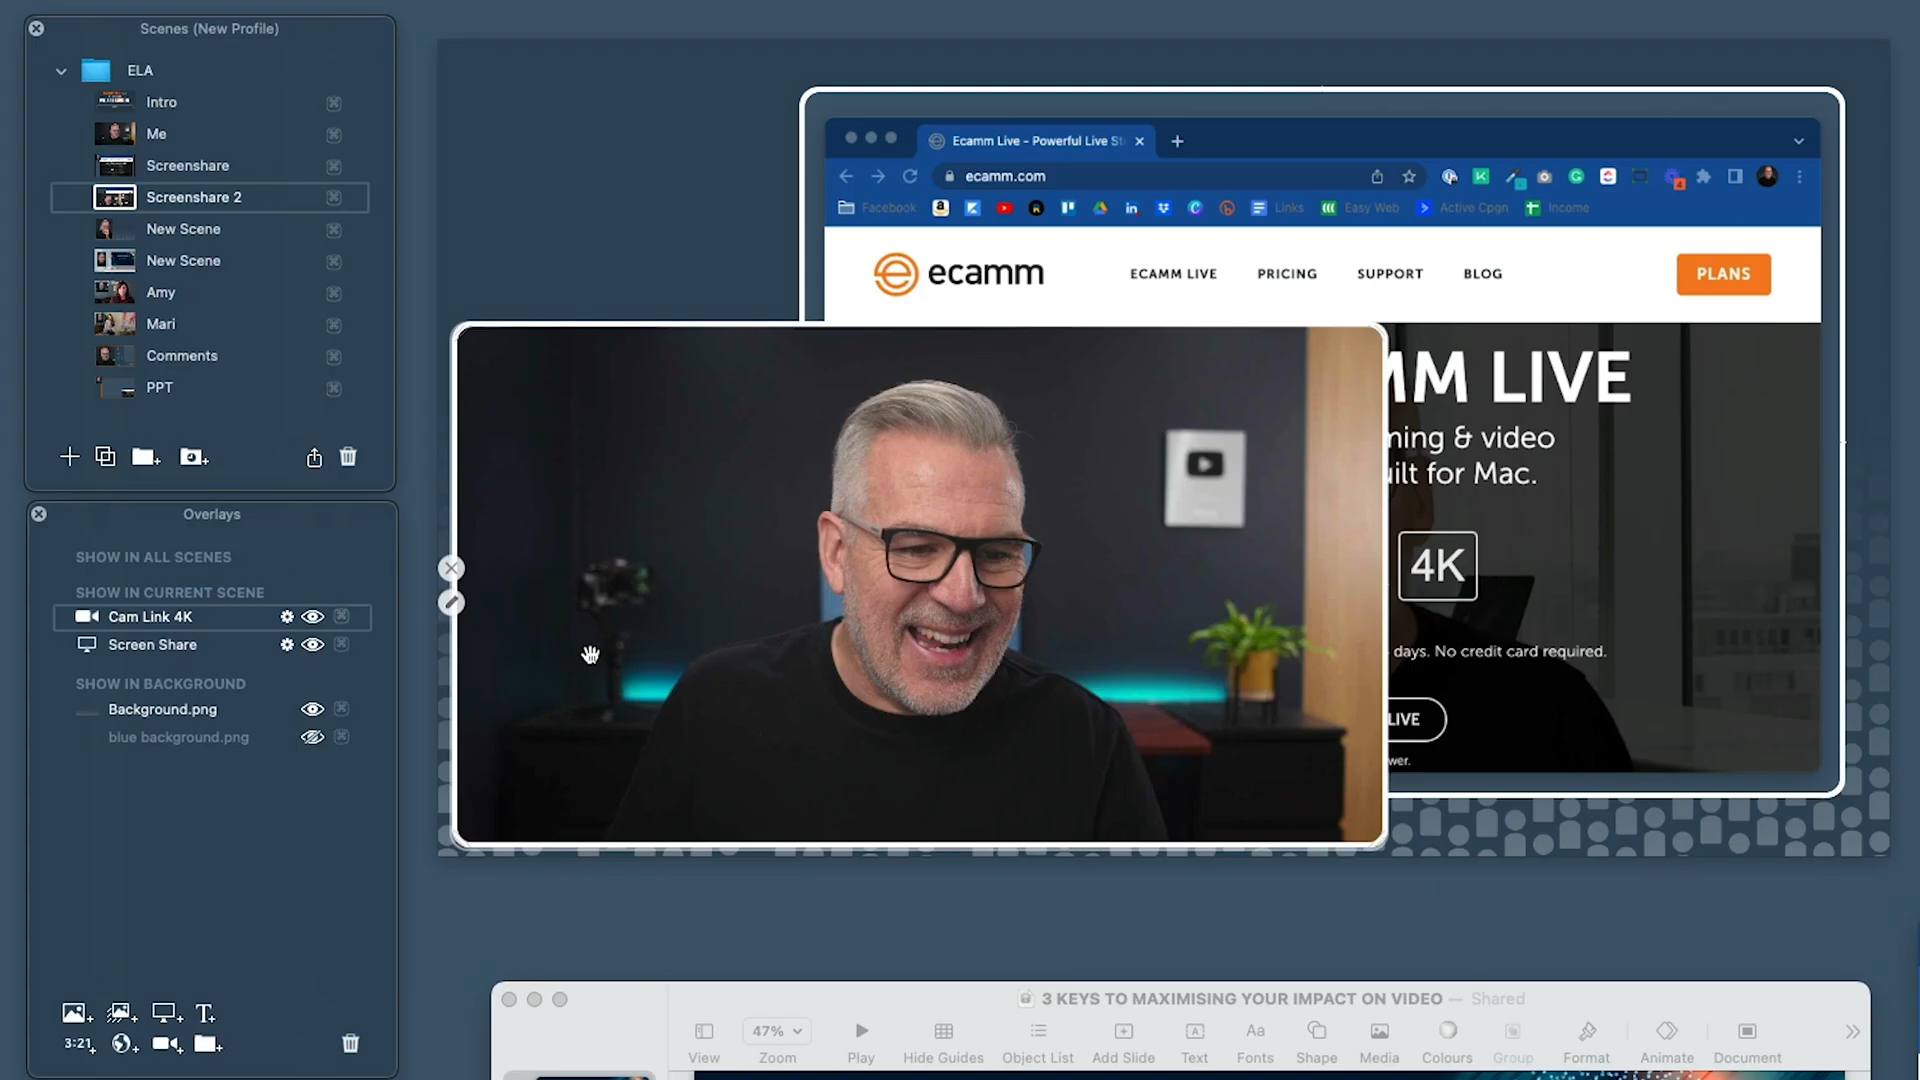 Scenes (New Profile)
ELA
Intro
Me
Screenshare
Screenshare 2
New Scene
New Scene
Amy
Mari
Comments
PPT
Overlays
SHOW IN ALL SCENES
SHOW IN CURRENT SCENE
Cam Link 4K
Screen Share
SHOW IN BACKGROUND
Background.png
blue background.png
3:21
Ecamm Live - Powerful Live St
ecamm.com
Facebook
Links
Easy Web
Active Cpgn
Income
ecamm
ECAMM LIVE
PRICING
SUPPORT
BLOG
PLANS
MM LIVE
ming & video
uilt for Mac.
4K
days. No credit card required.
LIVE
wer.
3 KEYS TO MAXIMISING YOUR IMPACT ON VIDEO — Shared
47%
View
Zoom
Play
Hide Guides
Object List
Add Slide
Text
Fonts
Shape
Media
Colours
Group
Format
Animate
Document